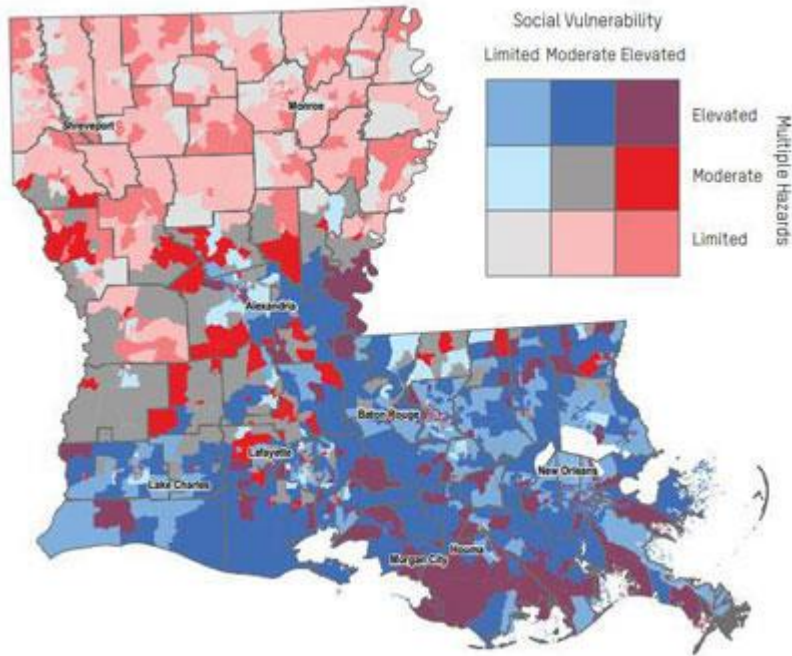 Social Vulnerability
Limited Moderate Elevated
Elevated
Moderate
Limited
Multiple Hazards
Shreveport
Monroe
Alexandria
Baton Rouge
Lafayette
Lake Charles
New Orleans
Houma
Morgan City